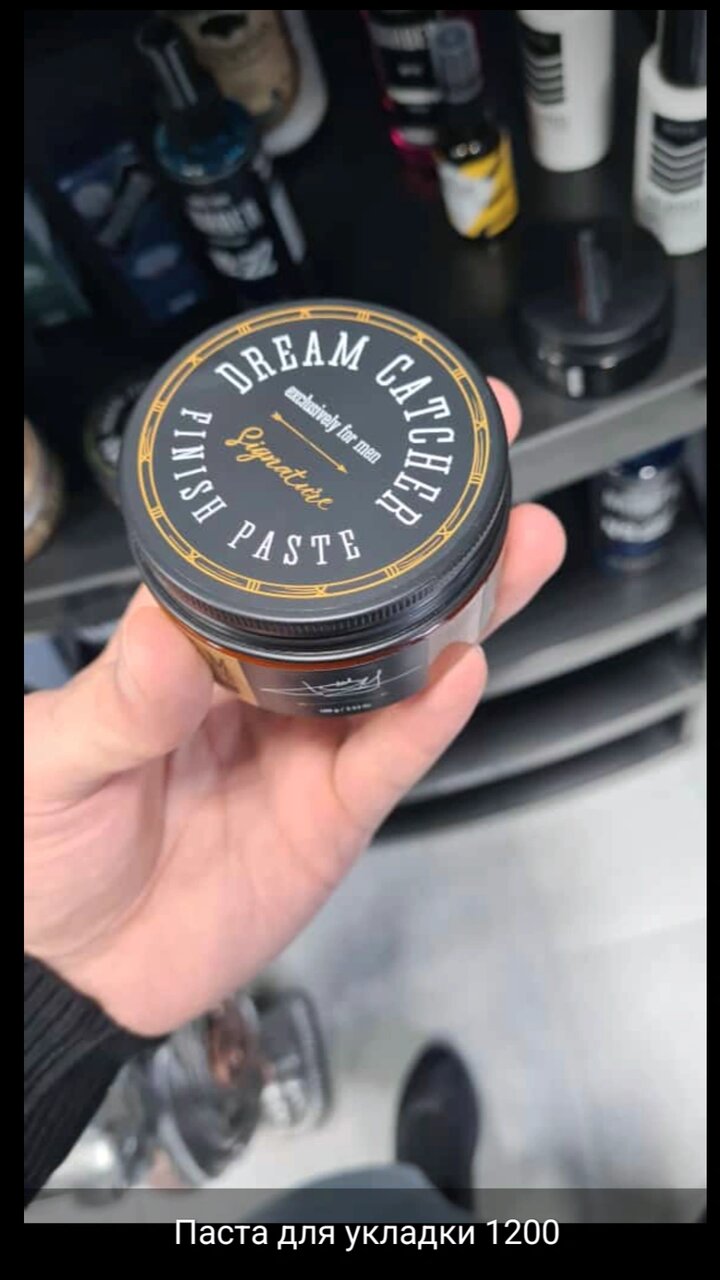 DREAM CATCHER
exclusively for men
Signature
FINISH PASTE
Паста для укладки 1200